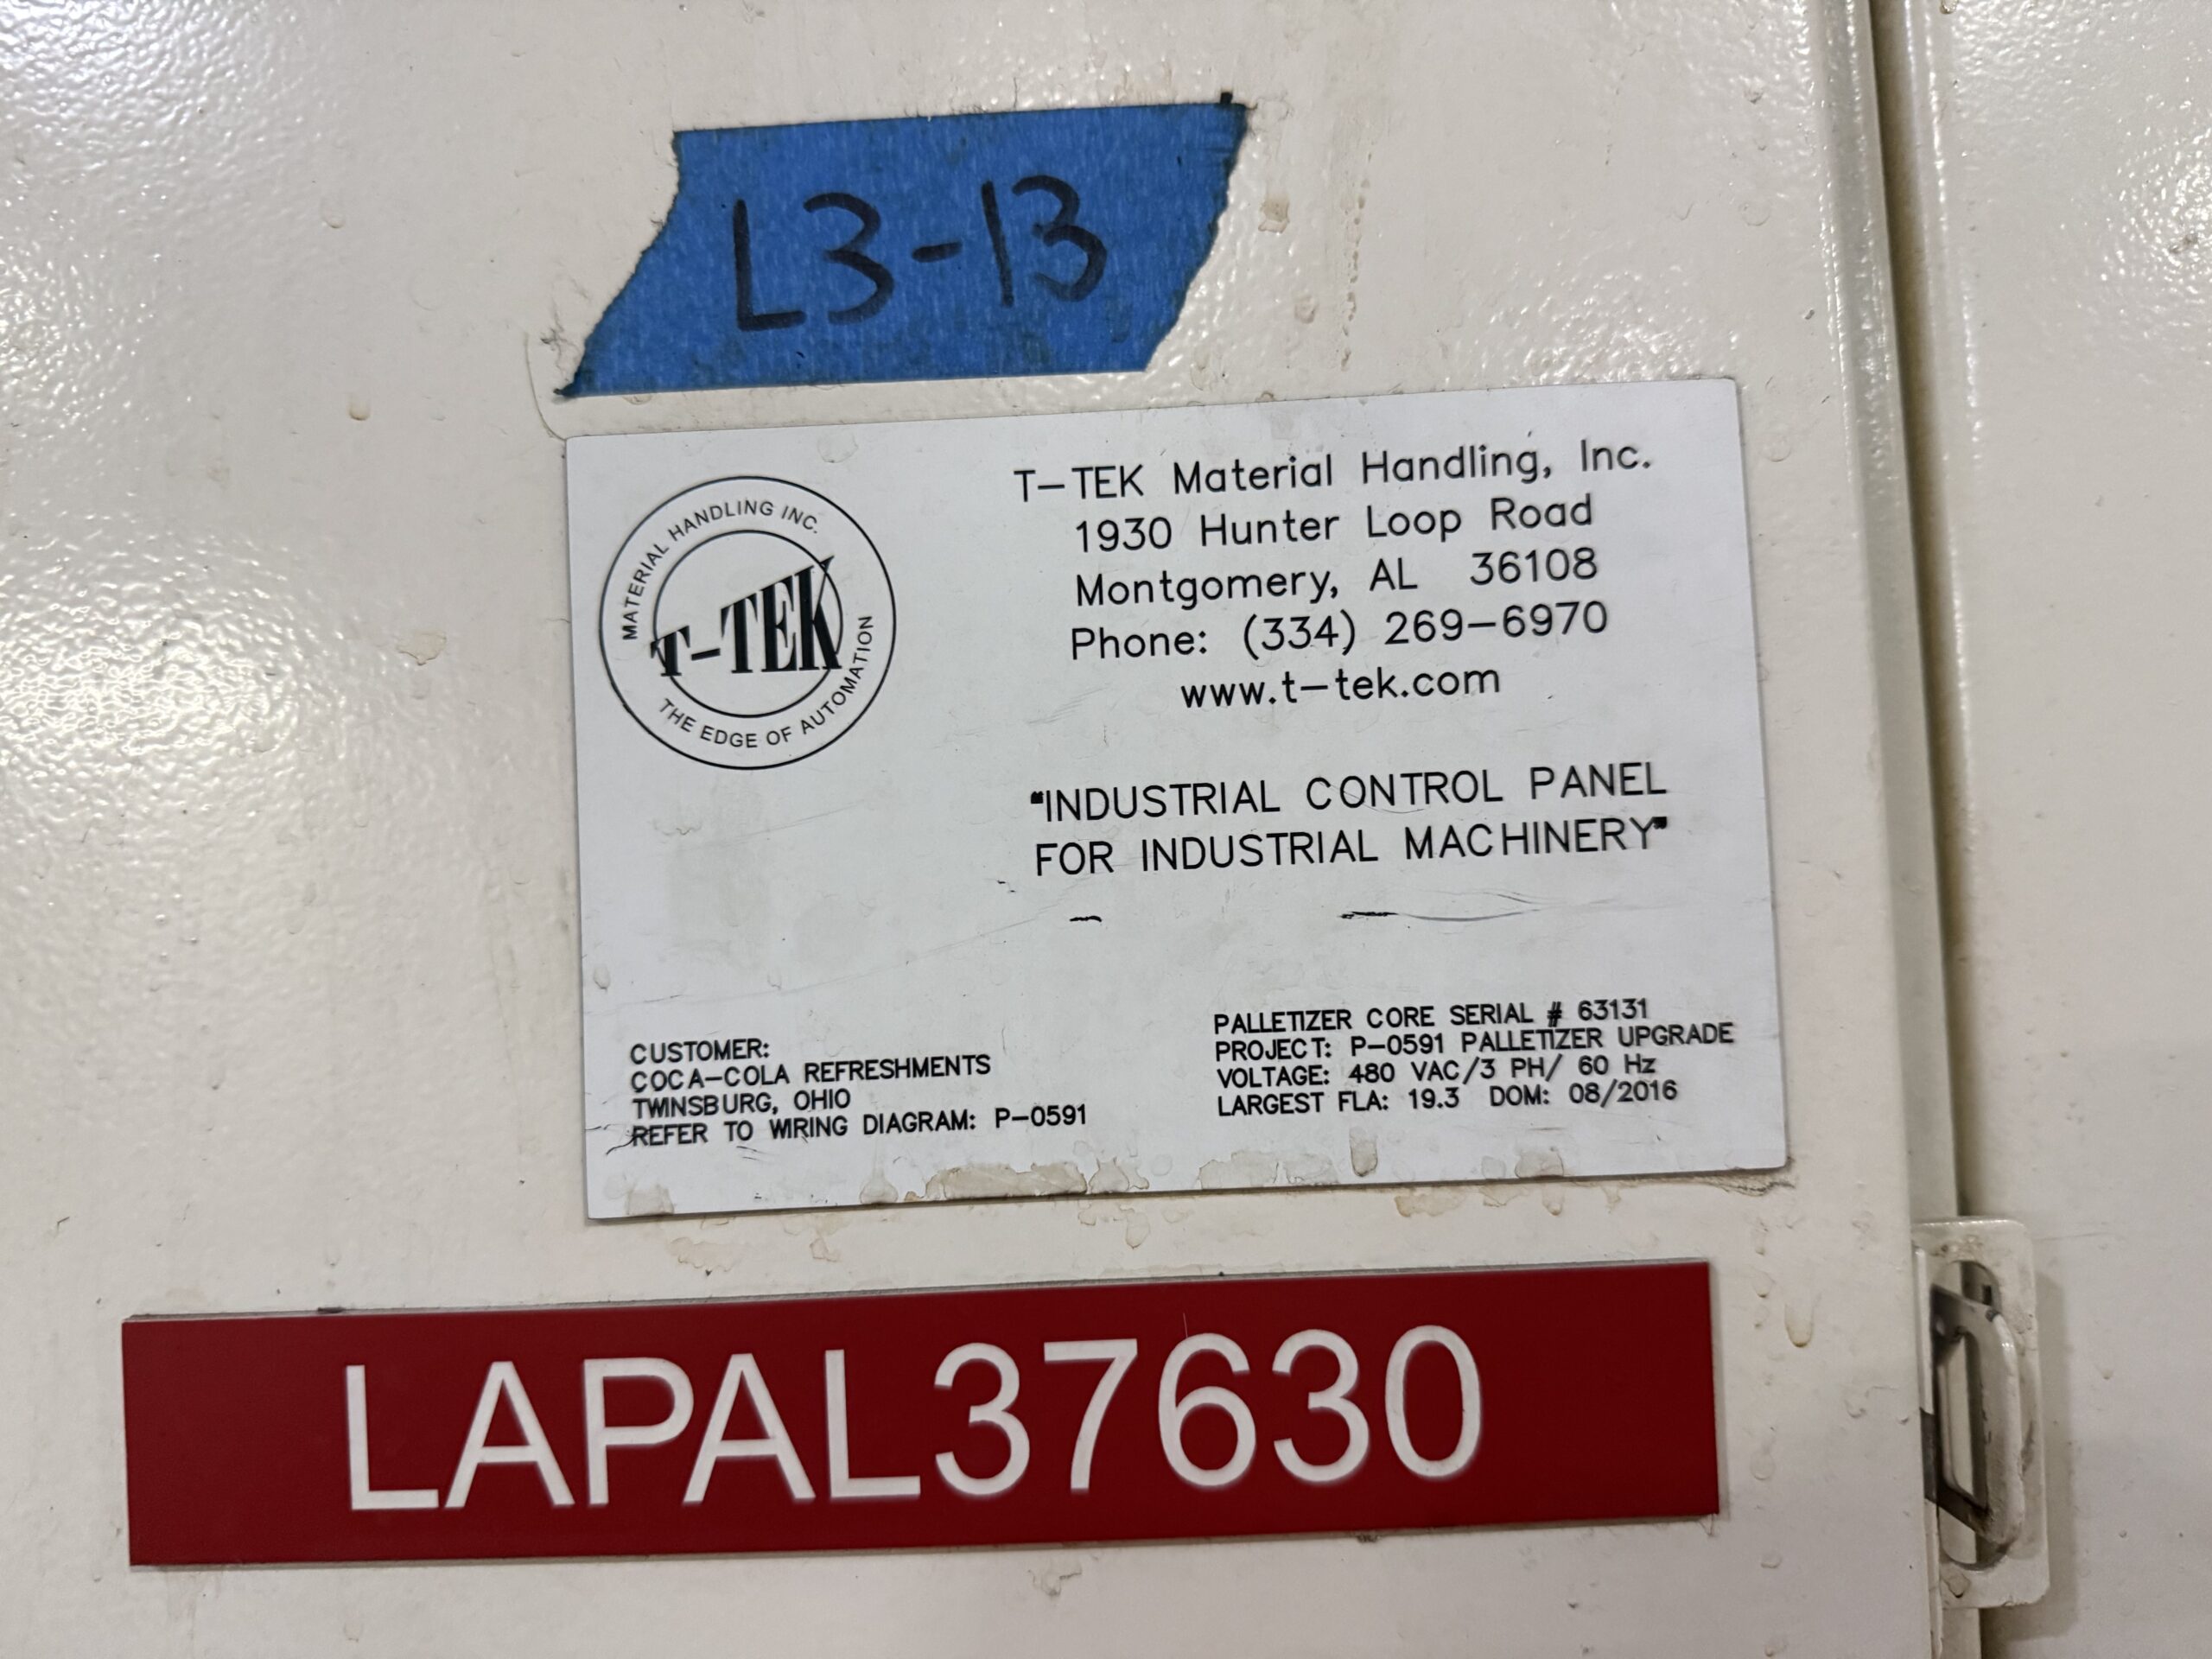 L3-13
MATERIAL HANDLING INC.
T-TEK
THE EDGE OF AUTOMATION
T-TEK Material Handling, Inc.
1930 Hunter Loop Road
Montgomery, AL 36108
Phone: (334) 269-6970
www.t-tek.com
"INDUSTRIAL CONTROL PANEL
FOR INDUSTRIAL MACHINERY"
CUSTOMER:
COCA-COLA REFRESHMENTS
TWINSBURG, OHIO
REFER TO WIRING DIAGRAM: P-0591
PALLETIZER CORE SERIAL # 63131
PROJECT: P-0591 PALLETIZER UPGRADE
VOLTAGE: 480 VAC/3 PH/ 60 Hz
LARGEST FLA: 19.3 DOM: 08/2016
LAPAL37630